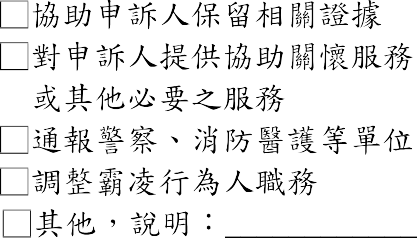 □協助申訴人保留相關證據
□對申訴人提供協助關懷服務
或其他必要之服務
□通報警察、消防醫護等單位
□調整霸凌行為人職務
□其他，說明：＿＿＿＿＿＿＿＿